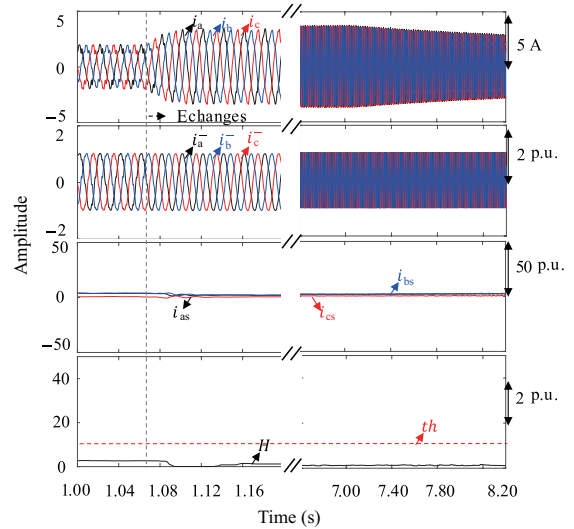 5
0
−5
i_a
i_b
i_c
Echanges
5 A
2
0
−2
i_a^−
i_b^−
i_c^−
2 p.u.
Amplitude
50
0
−50
i_as
i_bs
i_cs
50 p.u.
40
20
0
H
th
2 p.u.
1.00 1.04 1.08 1.12 1.16 7.00 7.40 7.80 8.20
Time (s)